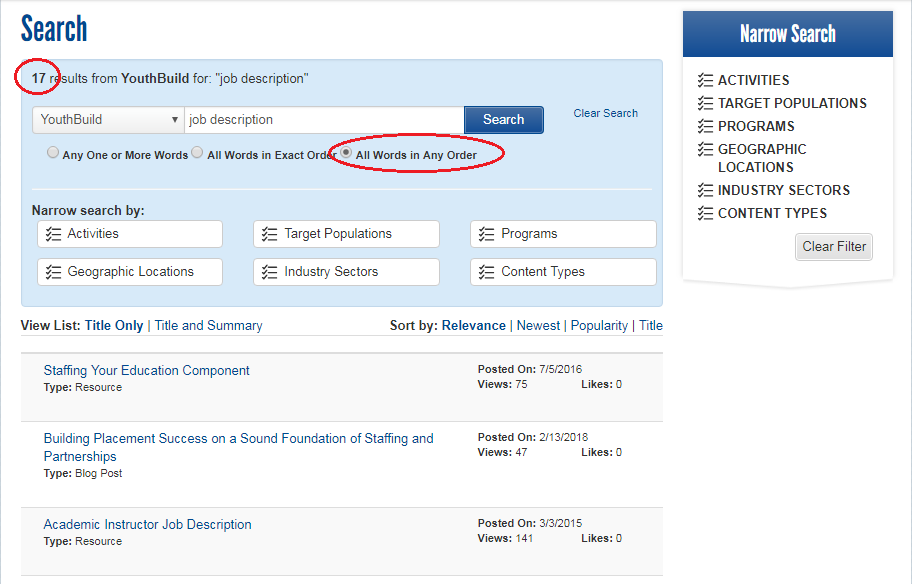 Search
17 results from YouthBuild for: "job description"
YouthBuild job description Search Clear Search
Any One or More Words All Words in Exact Order All Words in Any Order
Narrow search by:
Activities Target Populations Programs
Geographic Locations Industry Sectors Content Types
View List: Title Only | Title and Summary Sort by: Relevance | Newest | Popularity | Title
Staffing Your Education Component
Type: Resource
Posted On: 7/5/2016
Views: 75 Likes: 0
Building Placement Success on a Sound Foundation of Staffing and
Partnerships
Type: Blog Post
Posted On: 2/13/2018
Views: 47 Likes: 0
Academic Instructor Job Description
Type: Resource
Posted On: 3/3/2015
Views: 141 Likes: 0
Narrow Search
ACTIVITIES
TARGET POPULATIONS
PROGRAMS
GEOGRAPHIC
LOCATIONS
INDUSTRY SECTORS
CONTENT TYPES
Clear Filter